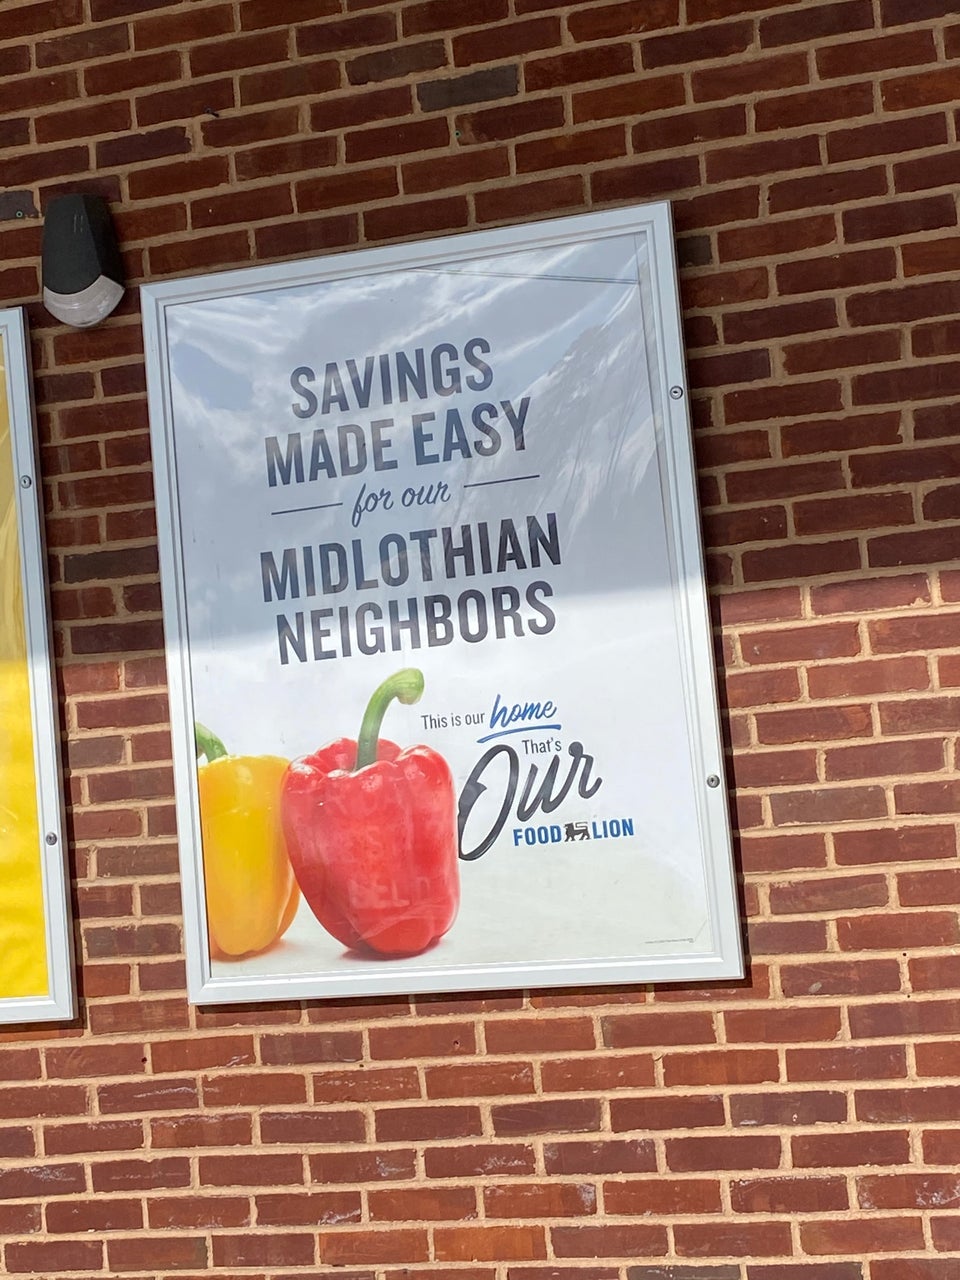 SAVINGS
MADE EASY
for our
MIDLOTHIAN
NEIGHBORS
This is our home
That's
Our
FOOD LION